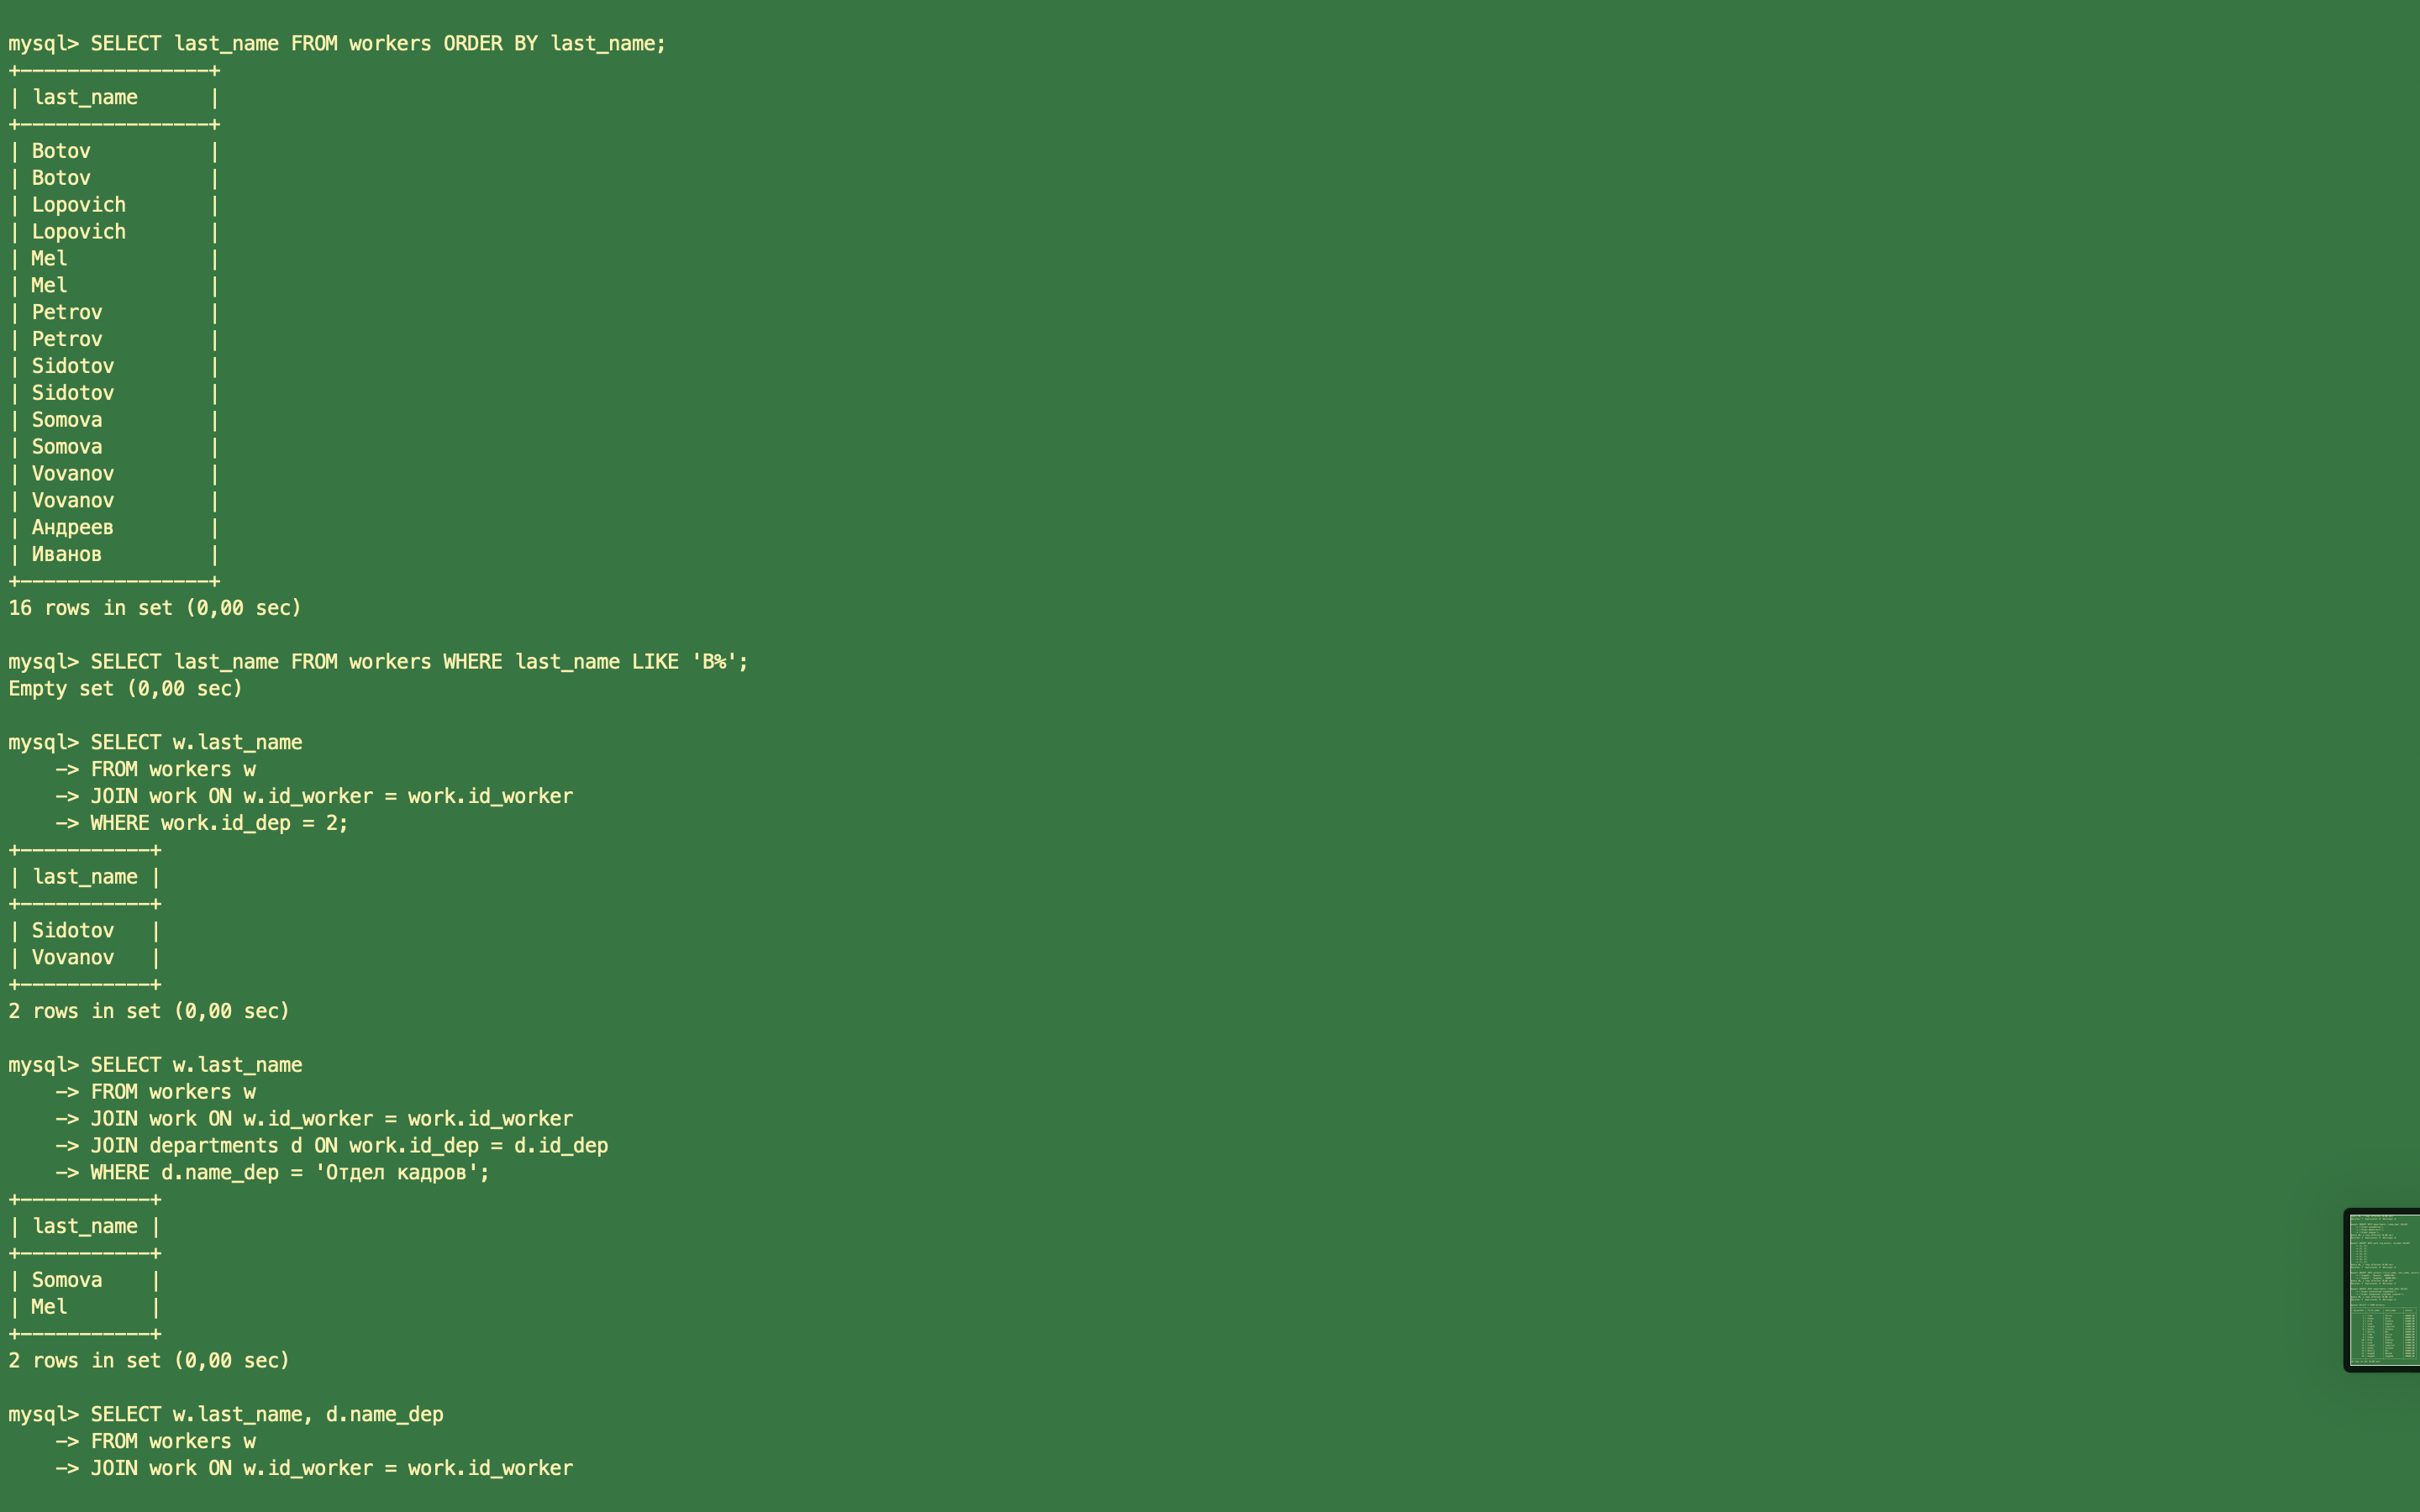 mysql> SELECT last_name FROM workers ORDER BY last_name;
+----------------+
| last_name      |
+----------------+
| Botov          |
| Botov          |
| Lopovich       |
| Lopovich       |
| Mel            |
| Mel            |
| Petrov         |
| Petrov         |
| Sidotov        |
| Sidotov        |
| Somova         |
| Somova         |
| Vovanov        |
| Vovanov        |
| Андреев        |
| Иванов         |
+----------------+
16 rows in set (0,00 sec)

mysql> SELECT last_name FROM workers WHERE last_name LIKE 'В%';
Empty set (0,00 sec)

mysql> SELECT w.last_name
    -> FROM workers w
    -> JOIN work ON w.id_worker = work.id_worker
    -> WHERE work.id_dep = 2;
+-----------+
| last_name |
+-----------+
| Sidotov   |
| Vovanov   |
+-----------+
2 rows in set (0,00 sec)

mysql> SELECT w.last_name
    -> FROM workers w
    -> JOIN work ON w.id_worker = work.id_worker
    -> JOIN departments d ON work.id_dep = d.id_dep
    -> WHERE d.name_dep = 'Отдел кадров';
+-----------+
| last_name |
+-----------+
| Somova    |
| Mel       |
+-----------+
2 rows in set (0,00 sec)

mysql> SELECT w.last_name, d.name_dep
    -> FROM workers w
    -> JOIN work ON w.id_worker = work.id_worker